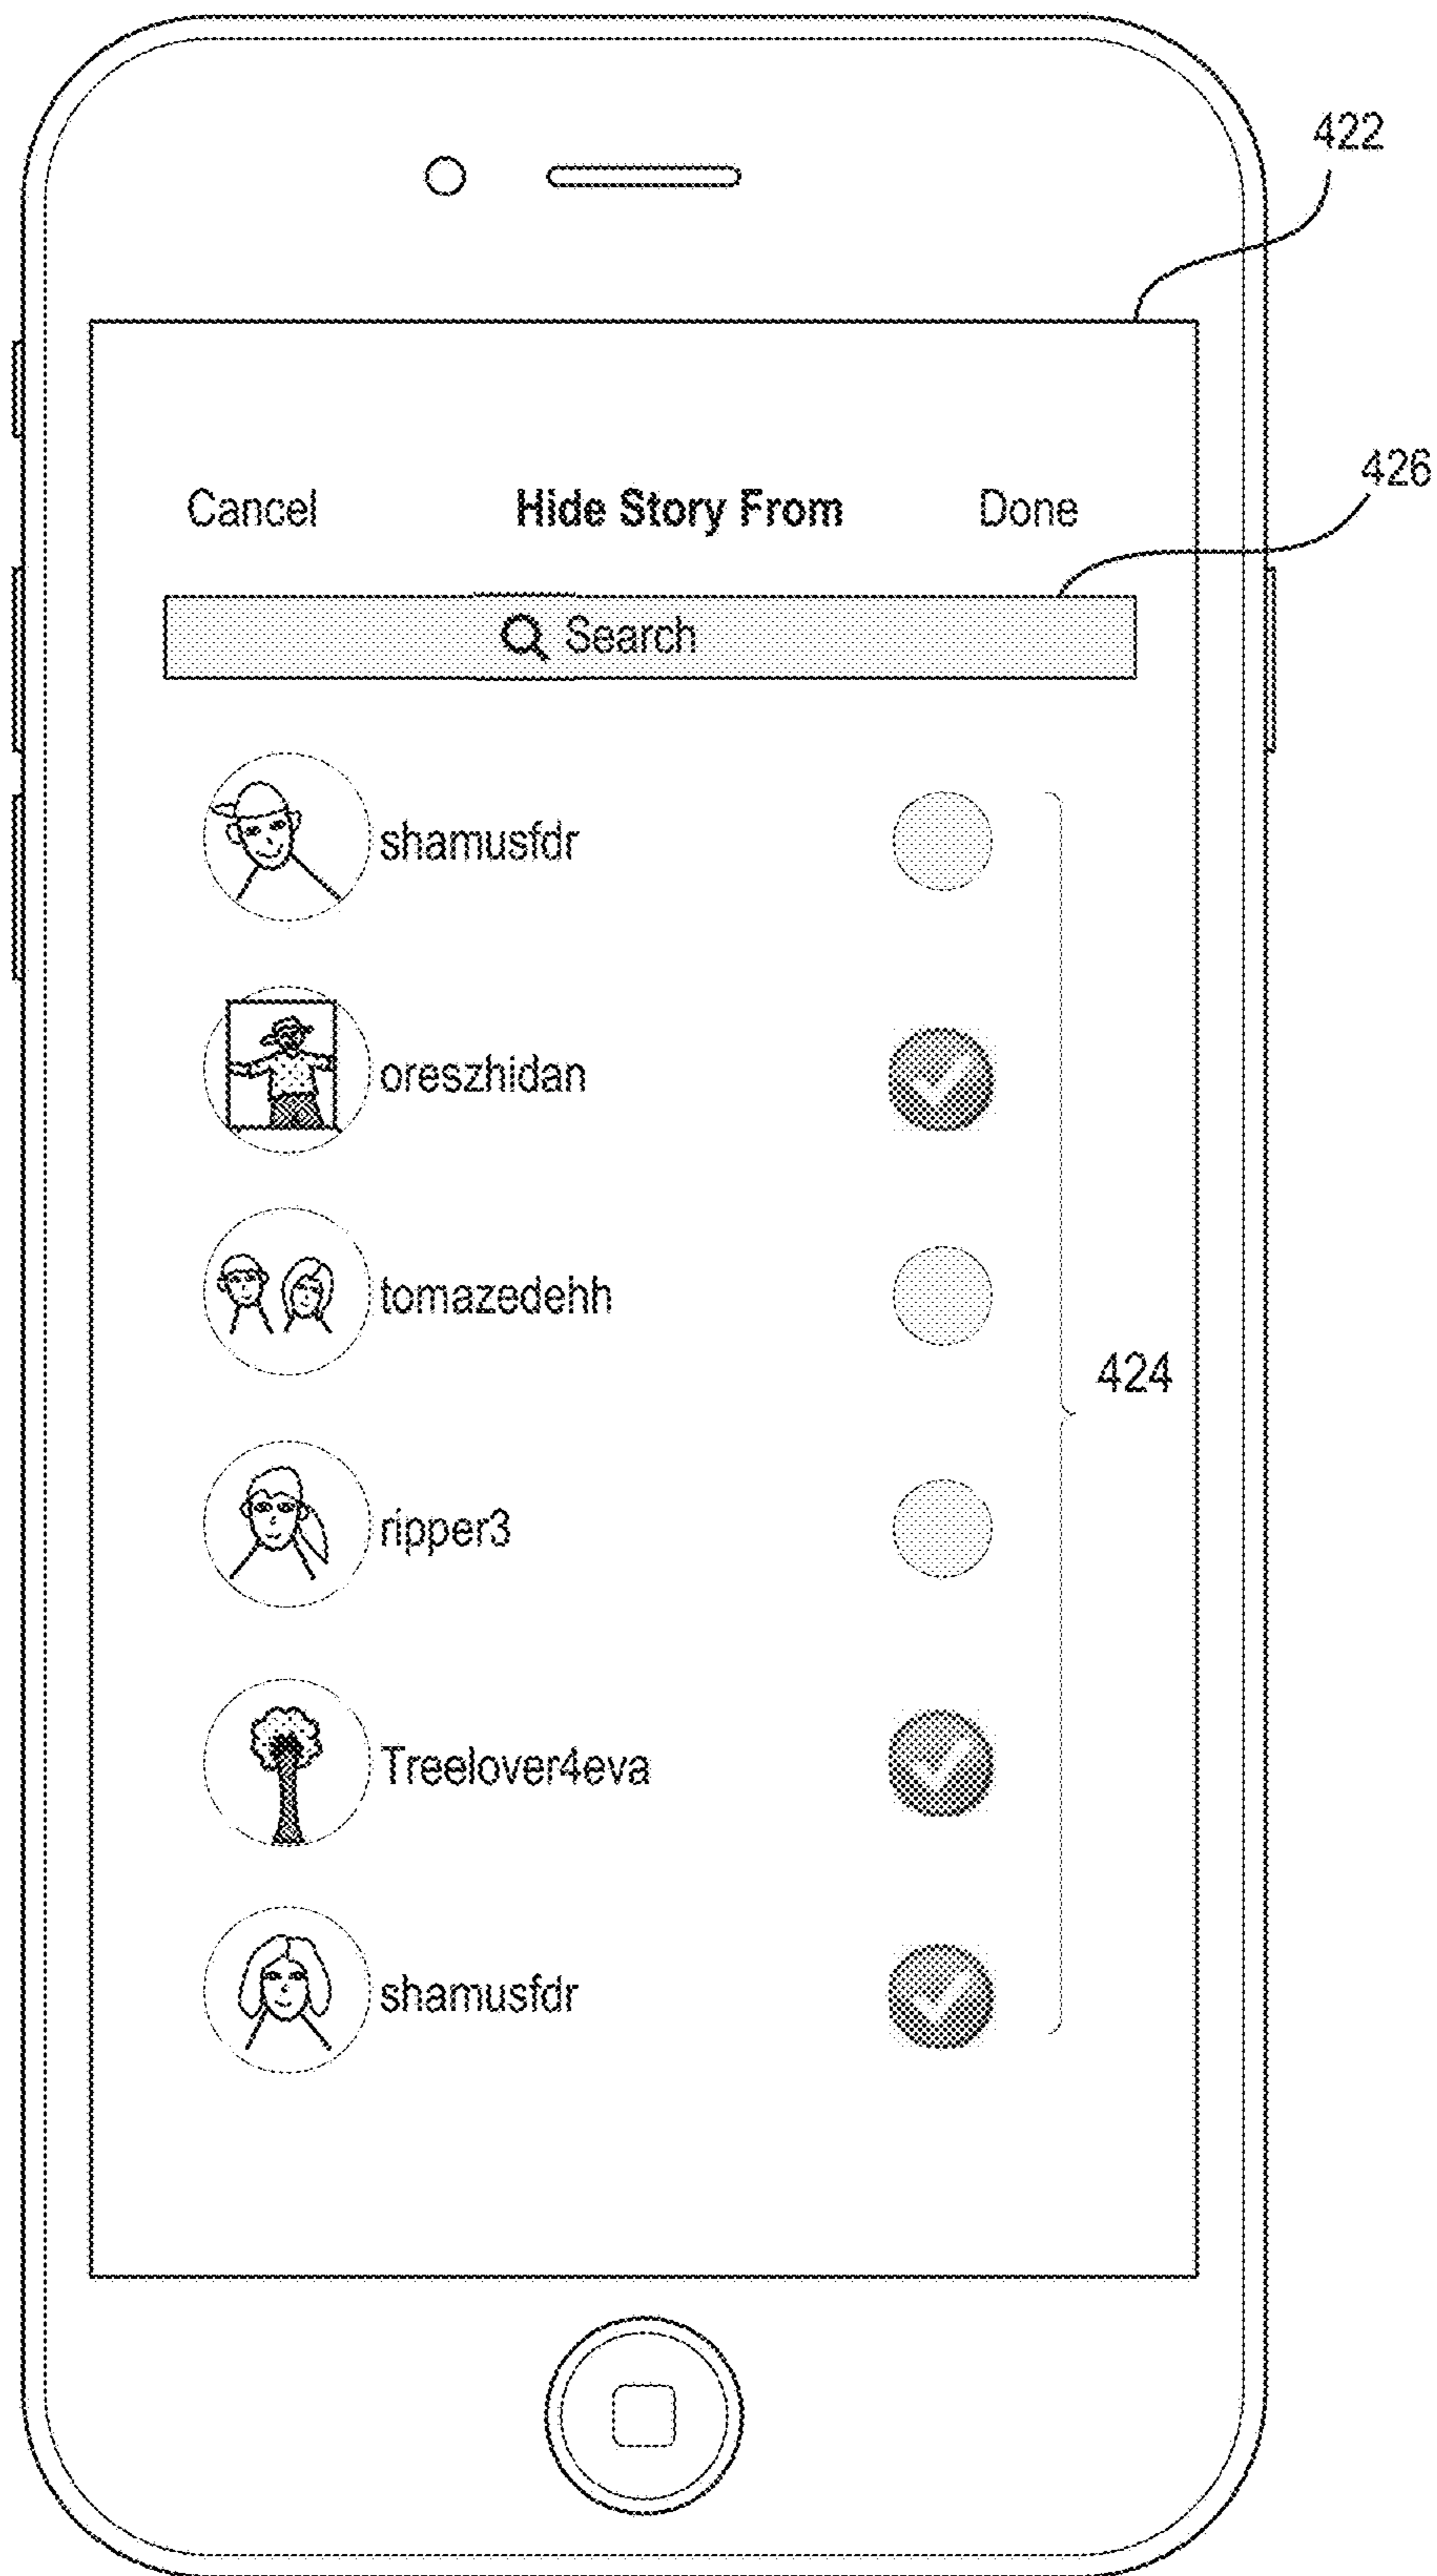 422
Cancel Hide Story From Done
426
Search
shamusfdr
oreszhidan
tomazedehh
424
ripper3
Treelover4eva
shamusfdr